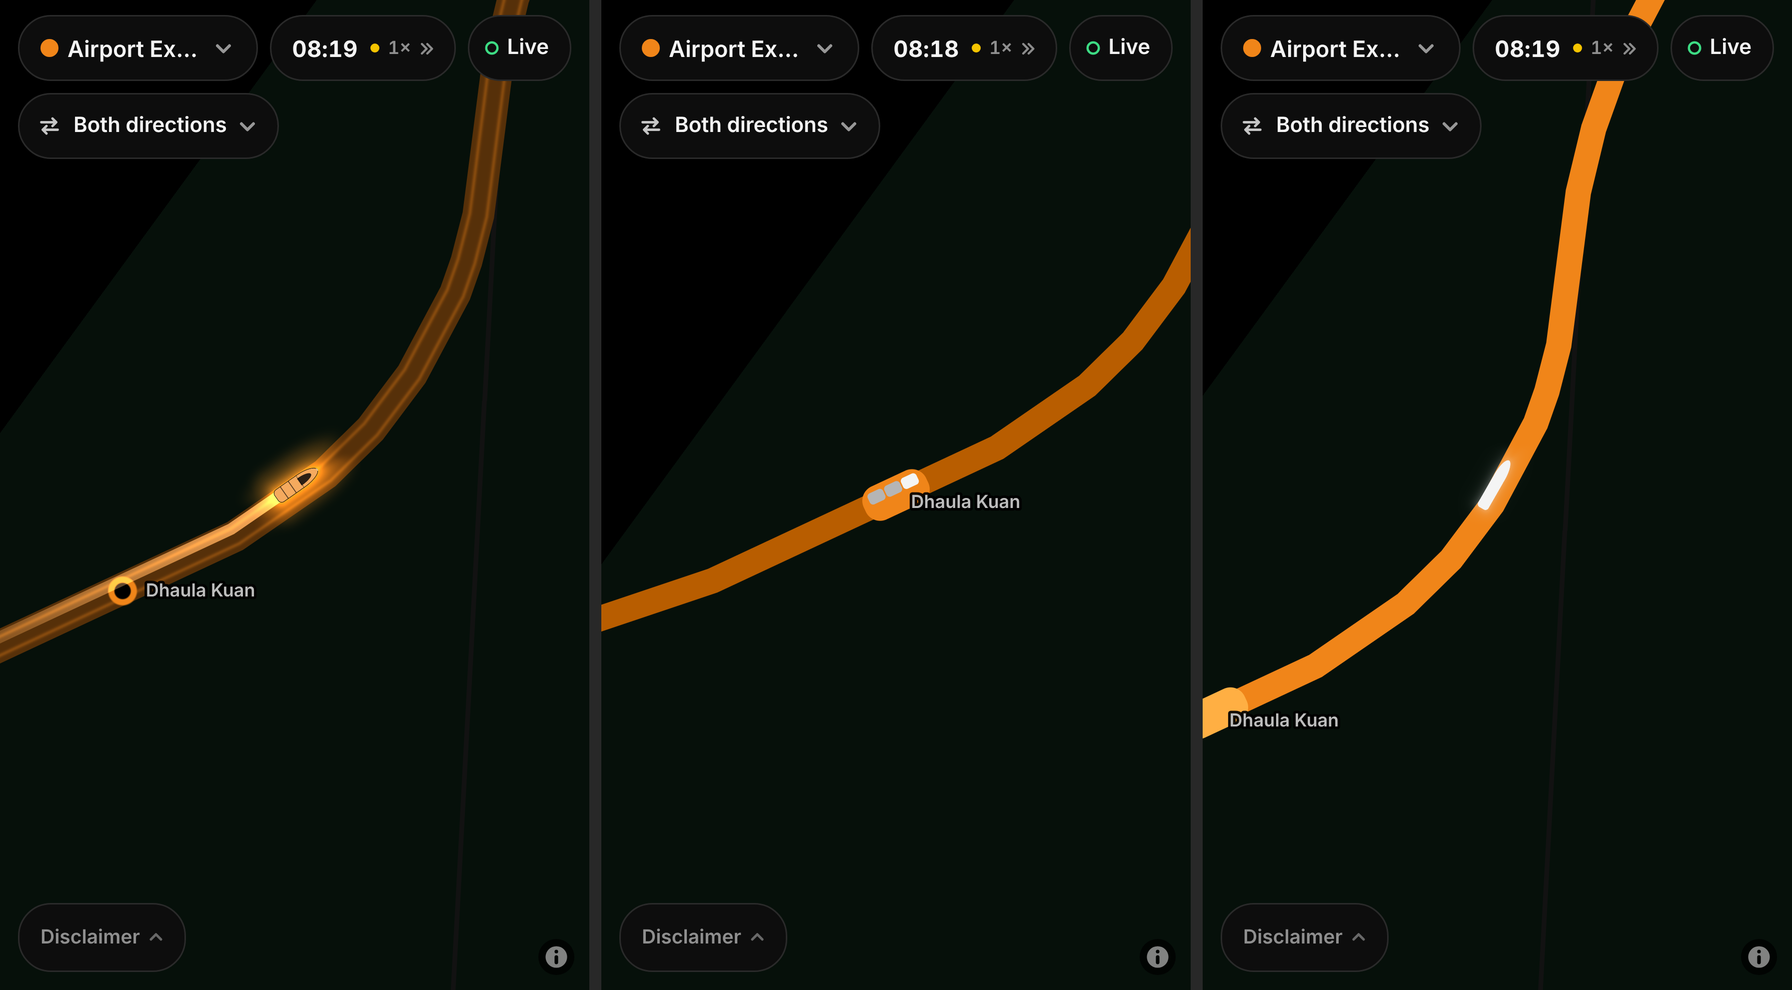 Airport Ex...
08:19 1× »
Live
Both directions
Dhaula Kuan
Disclaimer
Airport Ex...
08:18 1× »
Live
Both directions
Dhaula Kuan
Disclaimer
Airport Ex...
08:19 1× »
Live
Both directions
Dhaula Kuan
Disclaimer